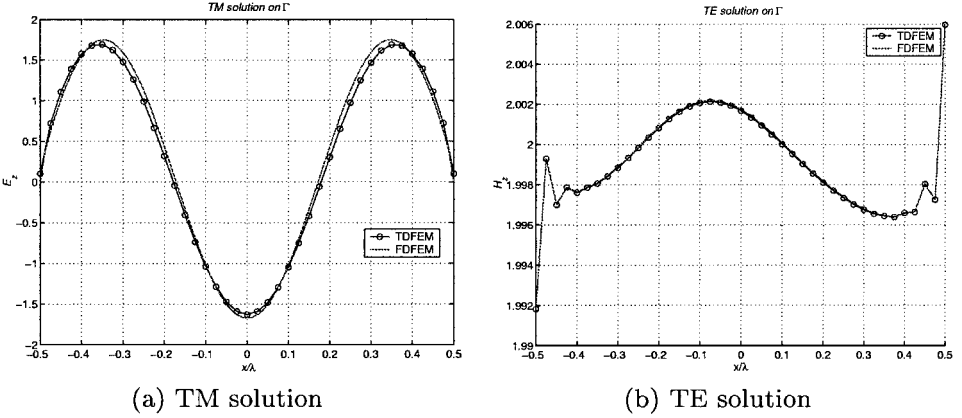 TM solution on Γ
2
1.5
1
0.5
0
−0.5
−1
−1.5
−2
E_z
TDFEM
FDFEM
−0.5 −0.4 −0.3 −0.2 −0.1 0 0.1 0.2 0.3 0.4 0.5
x/λ
(a) TM solution
TE solution on Γ
2.006
2.004
2.002
2
1.998
1.996
1.994
1.992
1.99
H_z
TDFEM
FDFEM
−0.5 −0.4 −0.3 −0.2 −0.1 0 0.1 0.2 0.3 0.4 0.5
x/λ
(b) TE solution